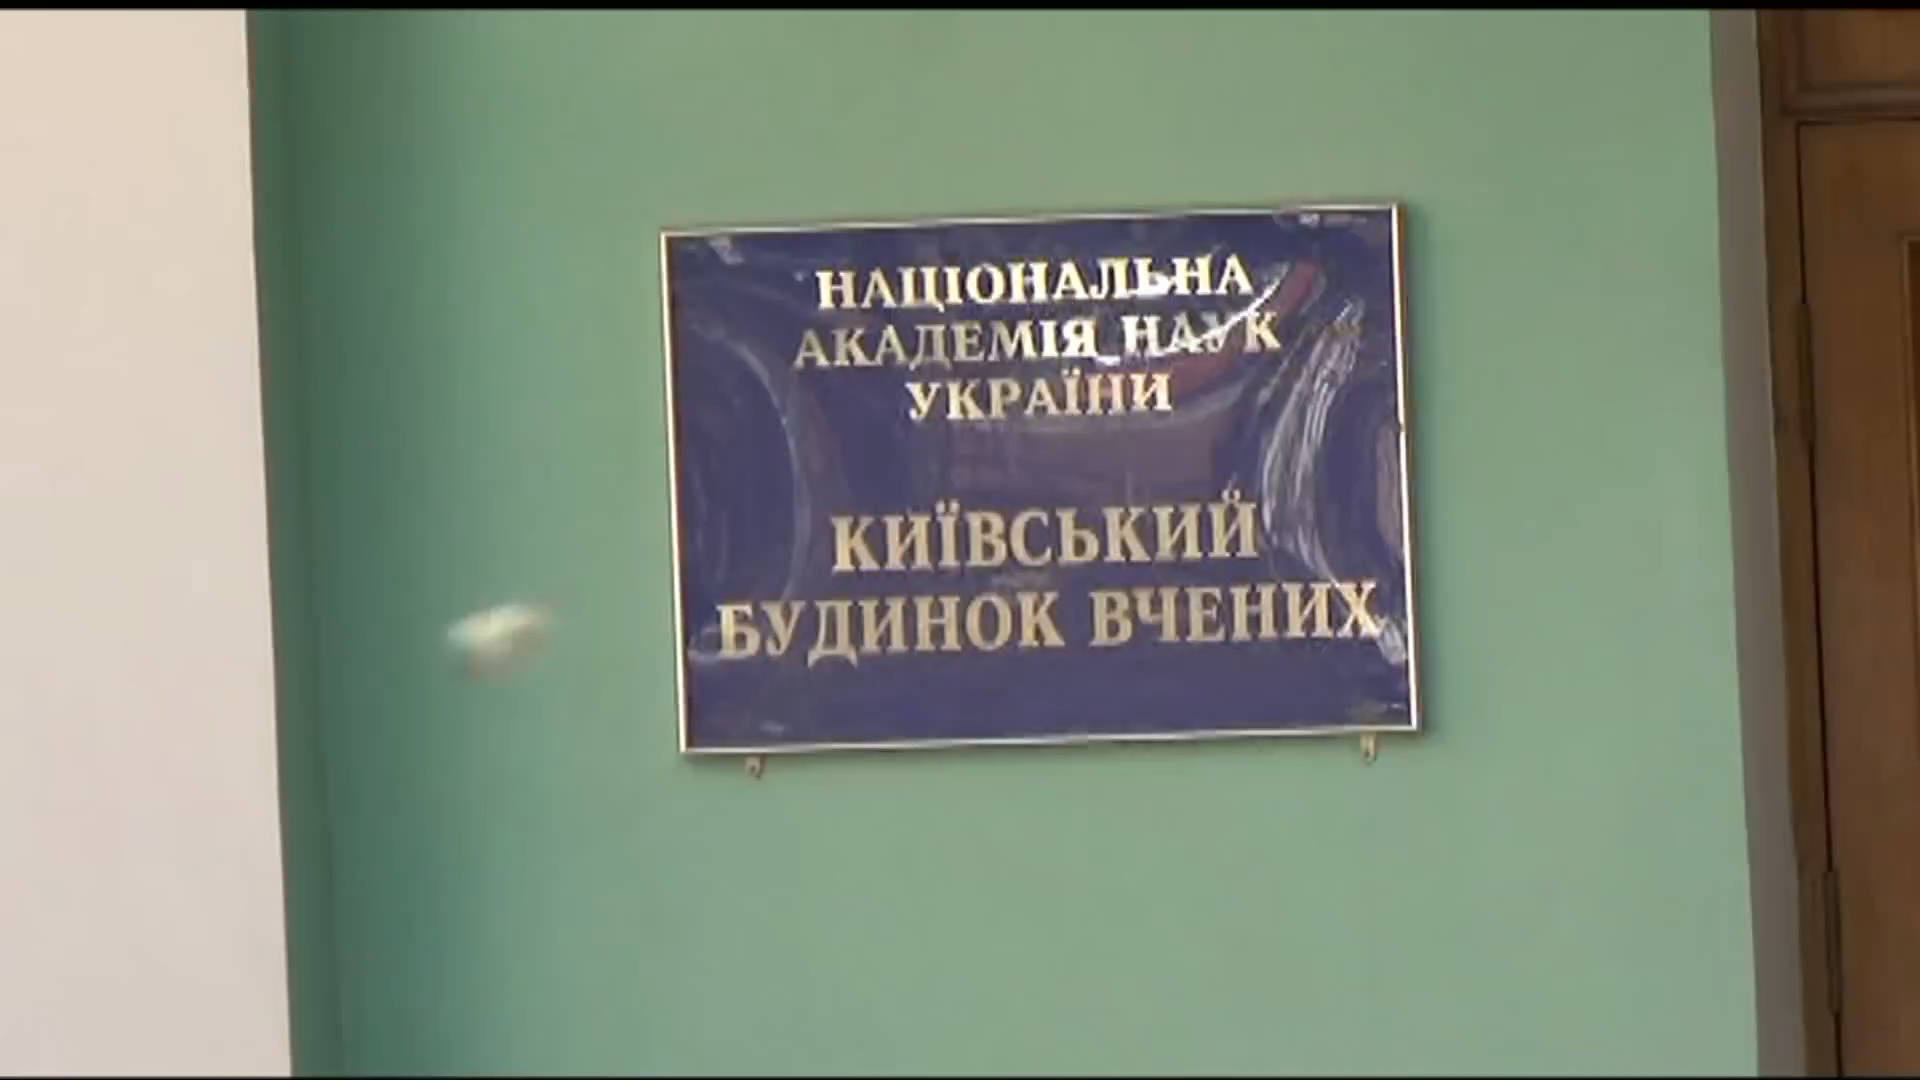 НАЦІОНАЛЬНА
АКАДЕМІЯ НАУК
УКРАЇНИ
КИЇВСЬКИЙ
БУДИНОК ВЧЕНИХ